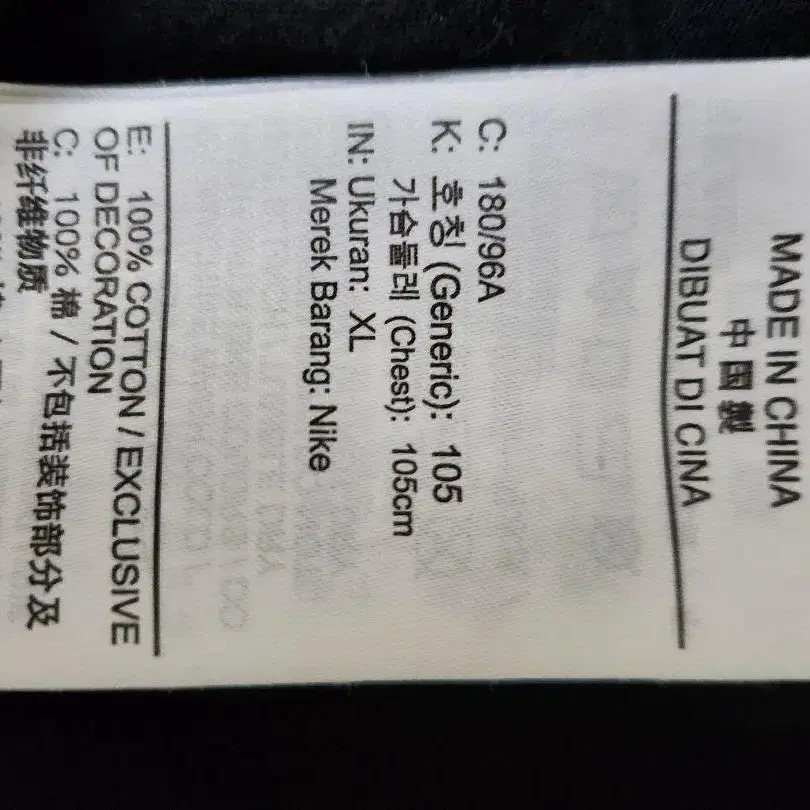 MADE IN CHINA
中国製
DIBUAT DI CINA
C: 180/96A
K: 호칭 (Generic): 105
가슴둘레 (Chest): 105cm
IN: Ukuran: XL
Merek Barang: Nike
E: 100% COTTON / EXCLUSIVE
OF DECORATION
C: 100% 棉 / 不包括装饰部分及
非纤维物质